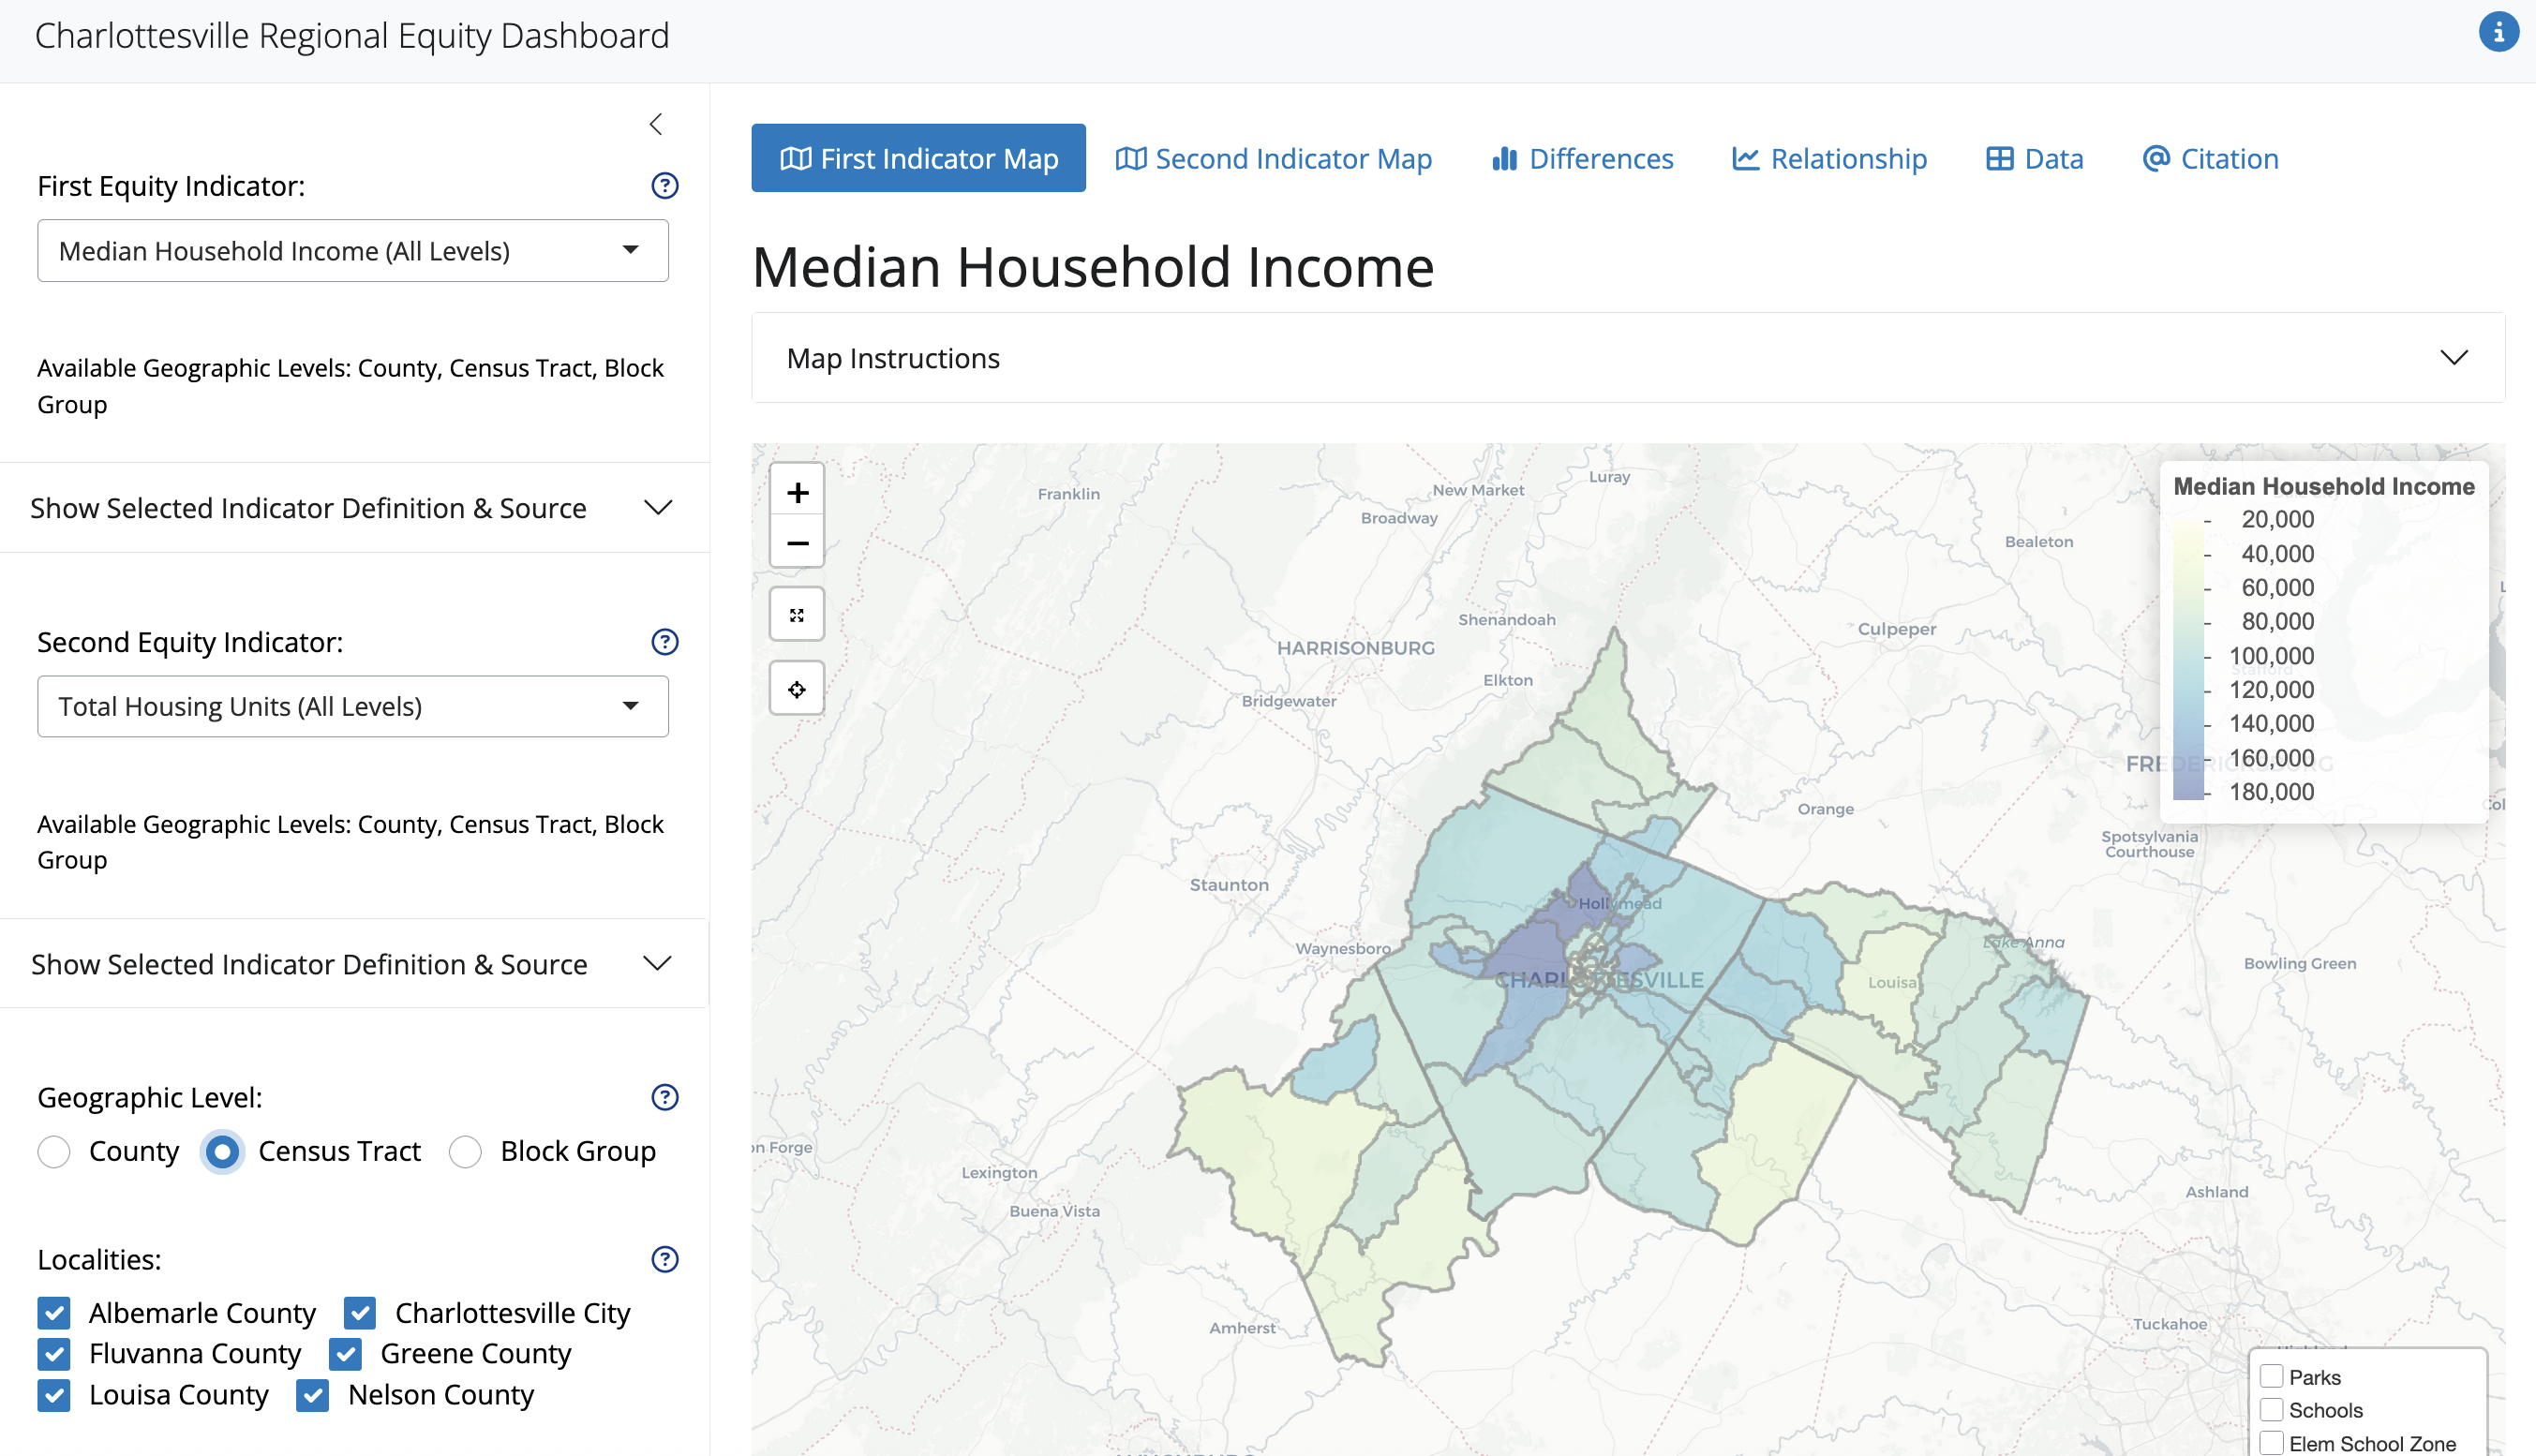 Charlottesville Regional Equity Dashboard
First Equity Indicator:
Median Household Income (All Levels)
Available Geographic Levels: County, Census Tract, Block
Group
Show Selected Indicator Definition & Source
Second Equity Indicator:
Total Housing Units (All Levels)
Available Geographic Levels: County, Census Tract, Block
Group
Show Selected Indicator Definition & Source
Geographic Level:
County Census Tract Block Group
Localities:
Albemarle County Charlottesville City
Fluvanna County Greene County
Louisa County Nelson County
First Indicator Map Second Indicator Map Differences Relationship Data @ Citation
Median Household Income
Map Instructions
+
−
Median Household Income
20,000
40,000
60,000
80,000
100,000
120,000
140,000
160,000
180,000
Luray
New Market
Franklin
Broadway
Bealeton
Shenandoah
Culpeper
HARRISONBURG
Stafford
Elkton
Bridgewater
FREDERICKSBURG
Orange
Col
Spotsylvania
Courthouse
Staunton
Hollymead
Waynesboro
Lake Anna
Bowling Green
CHARLOTTESVILLE
Louisa
on Forge
Lexington
Ashland
Buena Vista
Amherst
Tuckahoe
Parks
Schools
Elem School Zone